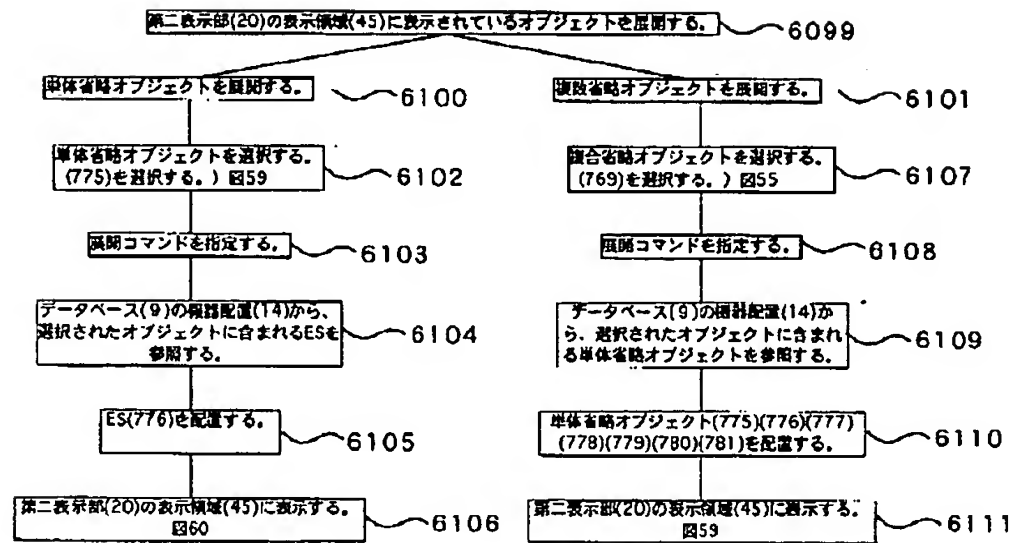 第二表示部(20)の表示領域(45)に表示されているオブジェクトを展開する。
6099
単体省略オブジェクトを展開する。
6100
単体省略オブジェクトを選択する。
(775)を選択する。）図59
6102
展開コマンドを指定する。
6103
データベース(9)の機器配置(14)から、
選択されたオブジェクトに含まれるESを
参照する。
6104
ES(776)を配置する。
6105
第二表示部(20)の表示領域(45)に表示する。
図60
6106
複数省略オブジェクトを展開する。
6101
複合省略オブジェクトを選択する。
(769)を選択する。）図55
6107
展開コマンドを指定する。
6108
データベース(9)の機器配置(14)か
ら、選択されたオブジェクトに含まれ
る単体省略オブジェクトを参照する。
6109
単体省略オブジェクト(775)(776)(777)
(778)(779)(780)(781)を配置する。
6110
第二表示部(20)の表示領域(45)に表示する。
図59
6111